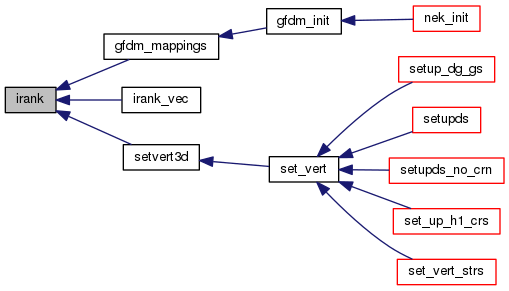 nek_init
gfdm_init
gfdm_mappings
setup_dg_gs
irank
irank_vec
setupds
setvert3d
set_vert
setupds_no_crn
set_up_h1_crs
set_vert_strs